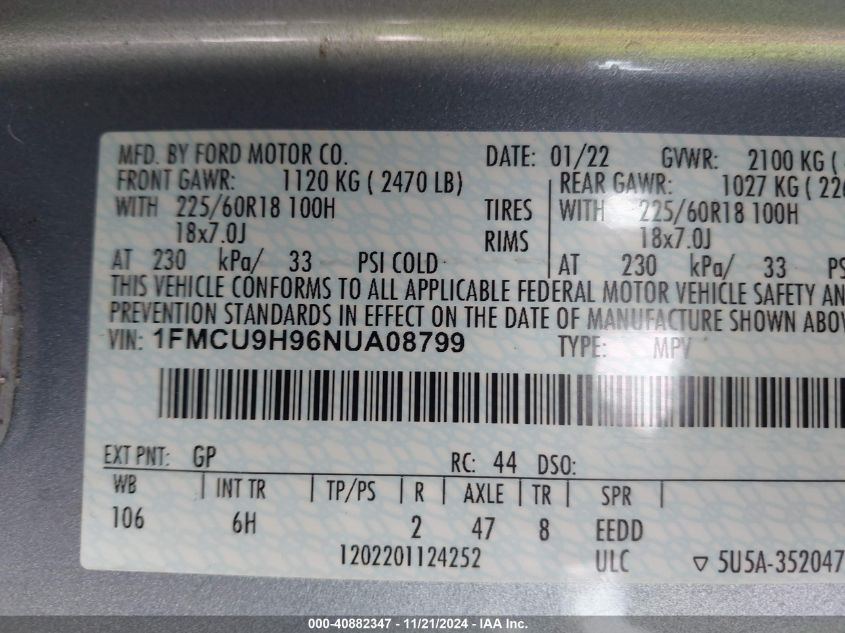 MFD. BY FORD MOTOR CO. DATE: 01/22 GVWR: 2100 KG (
FRONT GAWR: 1120 KG ( 2470 LB) REAR GAWR: 1027 KG (
WITH 225/60R18 100H TIRES WITH 225/60R18 100H
18x7.0J RIMS 18x7.0J
AT 230 kPa/ 33 PSI COLD AT 230 kPa/ 33
THIS VEHICLE CONFORMS TO ALL APPLICABLE FEDERAL MOTOR VEHICLE SAFETY
PREVENTION STANDARDS IN EFFECT ON THE DATE OF MANUFACTURE SHOWN
VIN: 1FMCU9H96NUA08799 TYPE: MPV
EXT PNT: GP RC: 44 DSO:
WB INT TR TP/PS R AXLE TR SPR
106 6H 2 47 8 EEDD
1202201124252 ULC ▽ 5U5A-352047
000-40882347 - 11/21/2024 - IAA Inc.